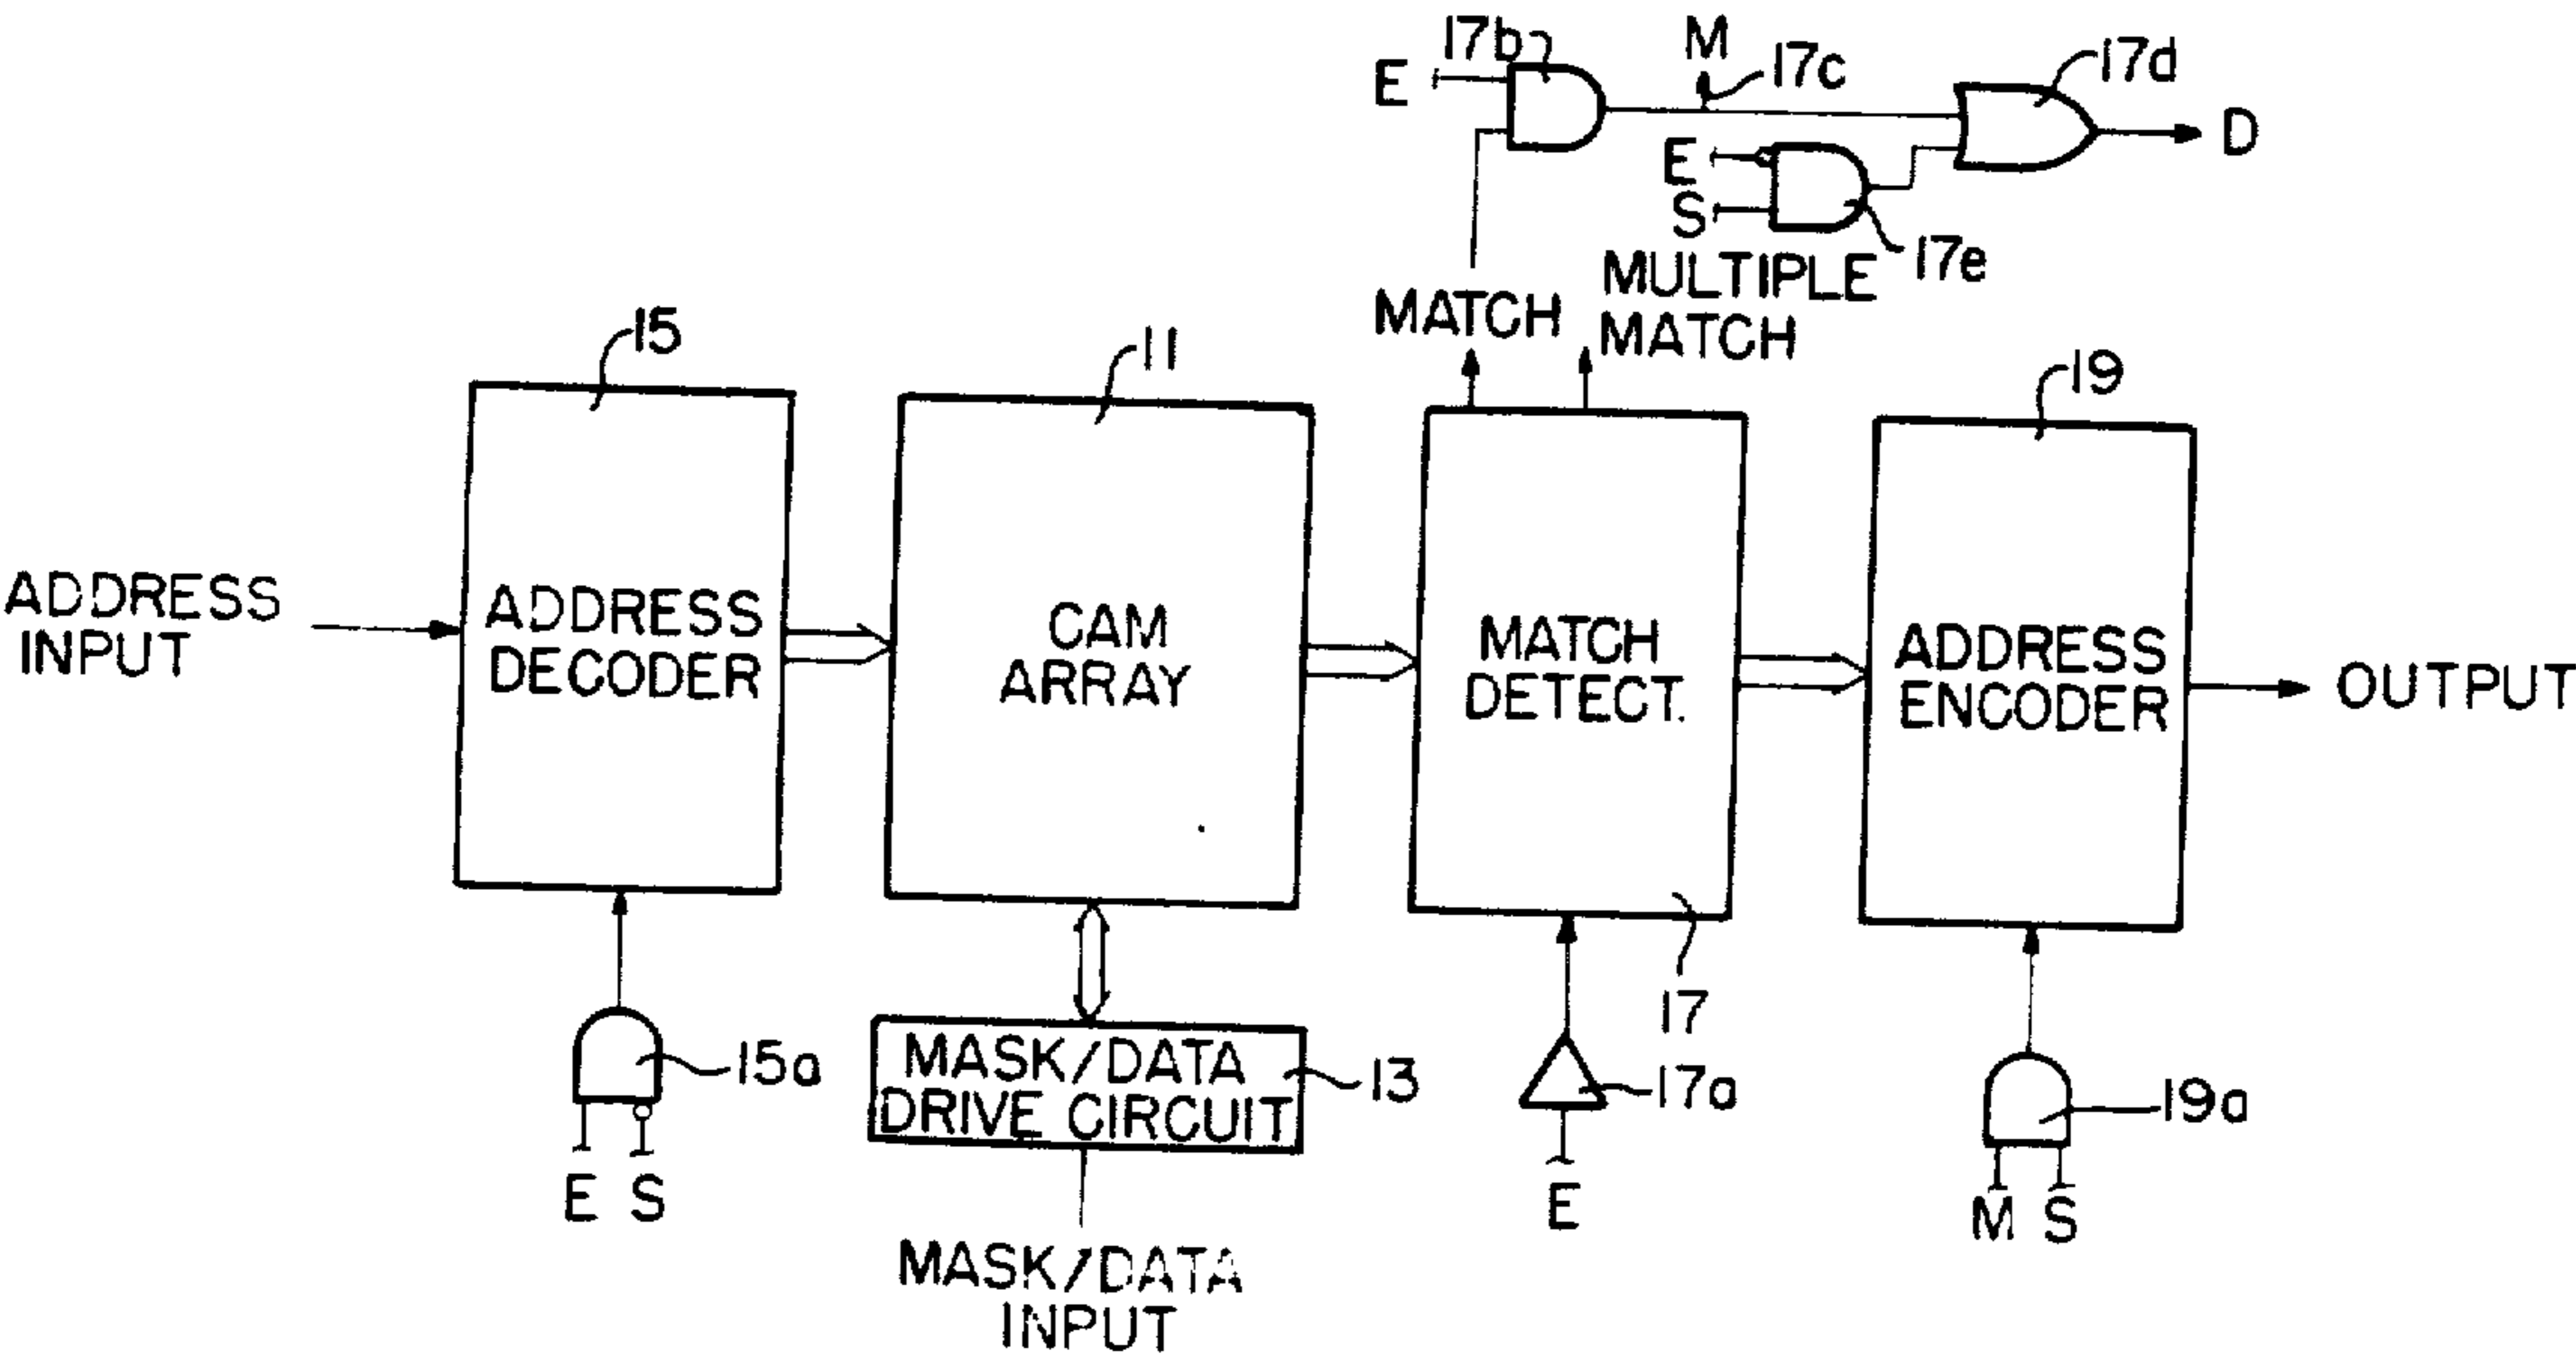 17b
M
17c
17d
E
D
E
S
17e
MATCH
MULTIPLE
MATCH
15
11
19
ADDRESS
INPUT
ADDRESS
DECODER
CAM
ARRAY
MATCH
DETECT.
ADDRESS
ENCODER
OUTPUT
15a
E S
MASK/DATA
DRIVE CIRCUIT
13
MASK/DATA
INPUT
17
17a
E
19a
M S